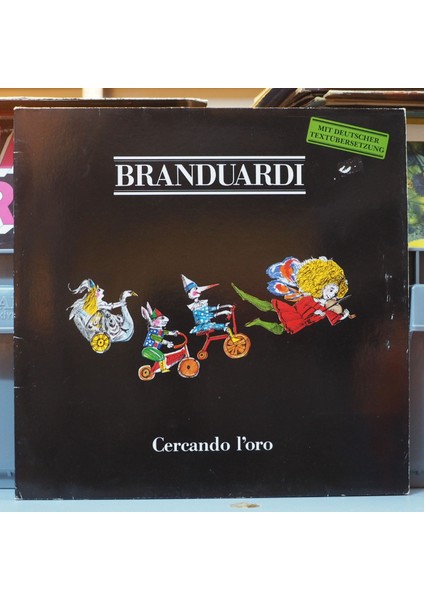 MIT DEUTSCHER
TEXTÜBERSETZUNG
BRANDUARDI
Cercando l'oro